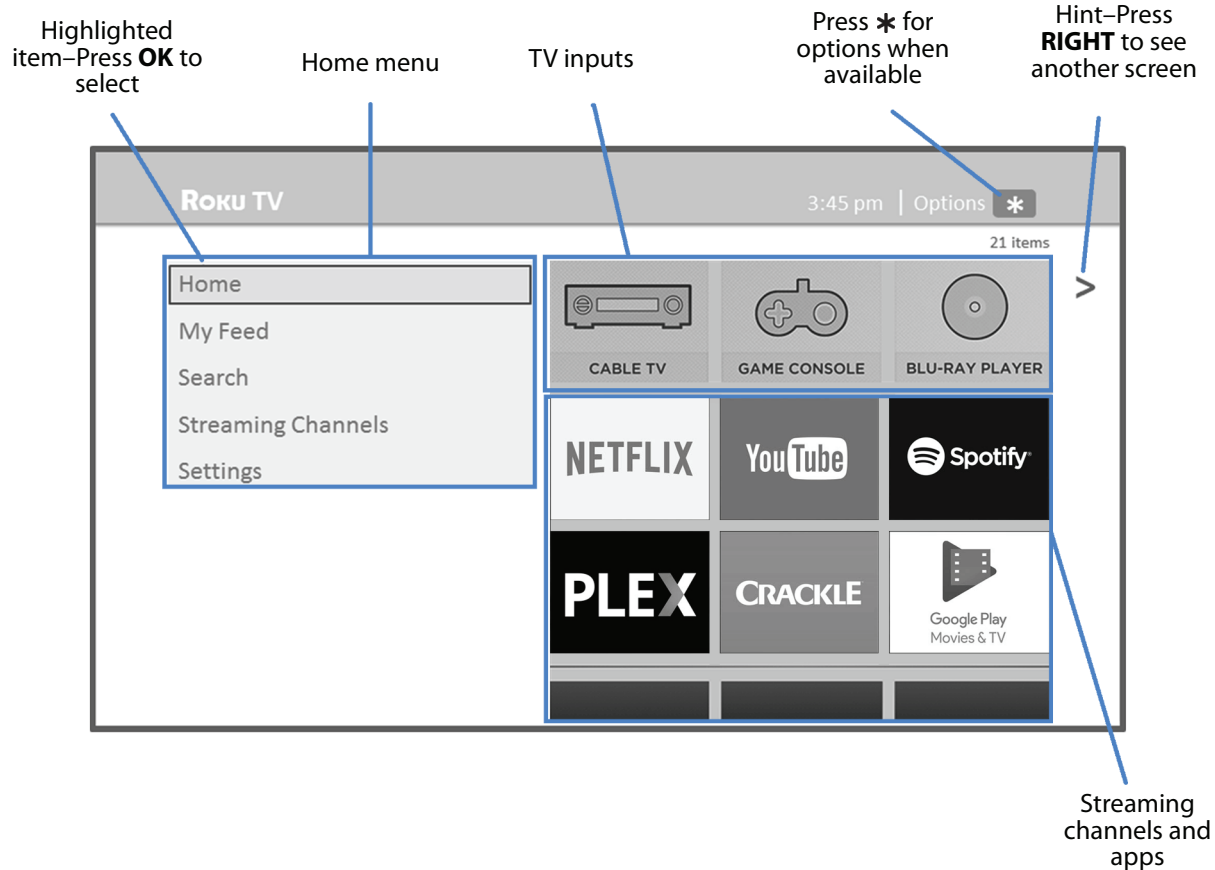 Highlighted
item–Press OK to
select
Home menu
TV inputs
Press * for
options when
available
Hint–Press
RIGHT to see
another screen
ROKU TV
3:45 pm | Options *
21 items
>
Home
My Feed
Search
Streaming Channels
Settings
CABLE TV
GAME CONSOLE
BLU-RAY PLAYER
NETFLIX
YouTube
Spotify
PLEX
CRACKLE
Google Play
Movies & TV
Streaming
channels and
apps